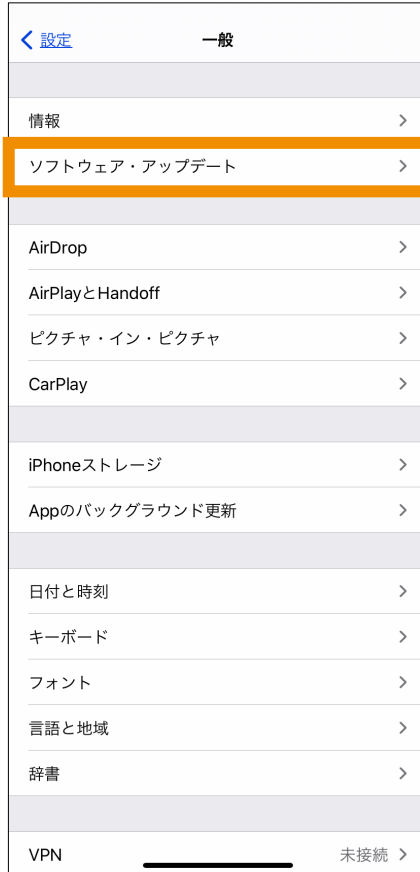 設定 一般
情報
ソフトウェア・アップデート
AirDrop
AirPlayとHandoff
ピクチャ・イン・ピクチャ
CarPlay
iPhoneストレージ
Appのバックグラウンド更新
日付と時刻
キーボード
フォント
言語と地域
辞書
VPN 未接続